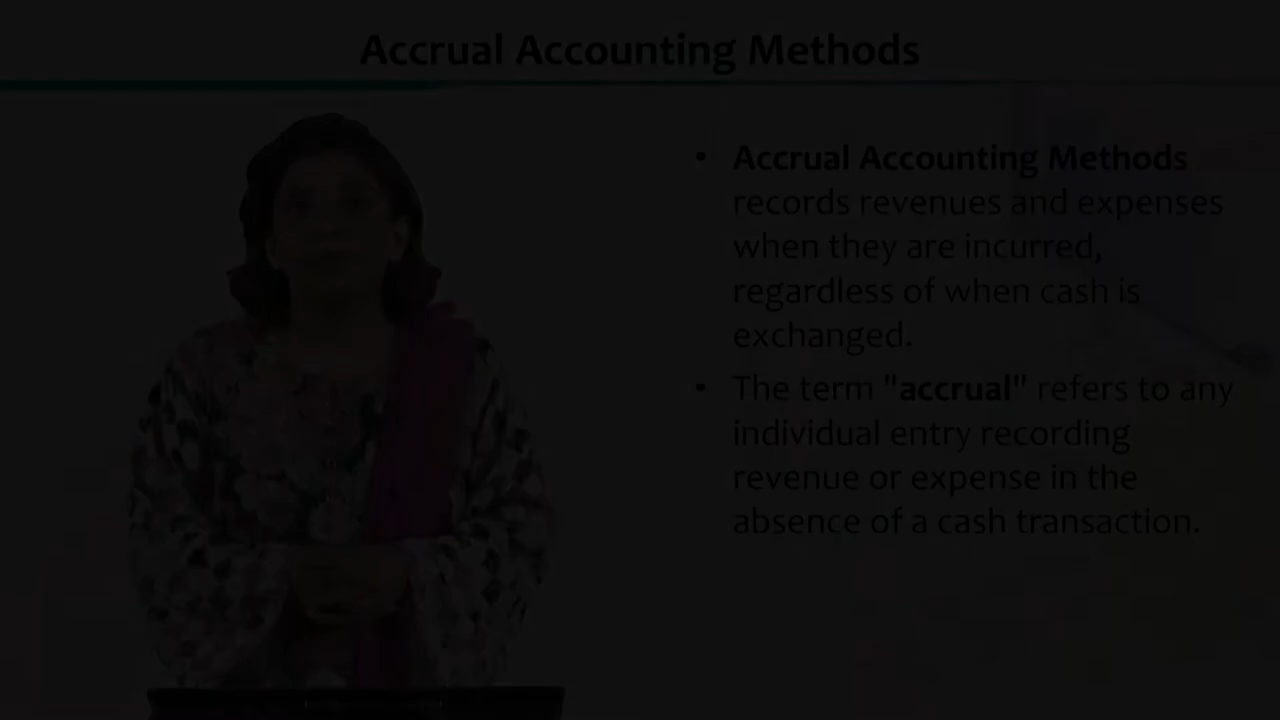 Accrual Accounting Methods
• Accrual Accounting Methods
records revenues and expenses
when they are incurred,
regardless of when cash is
exchanged.
• The term "accrual" refers to any
individual entry recording
revenue or expense in the
absence of a cash transaction.